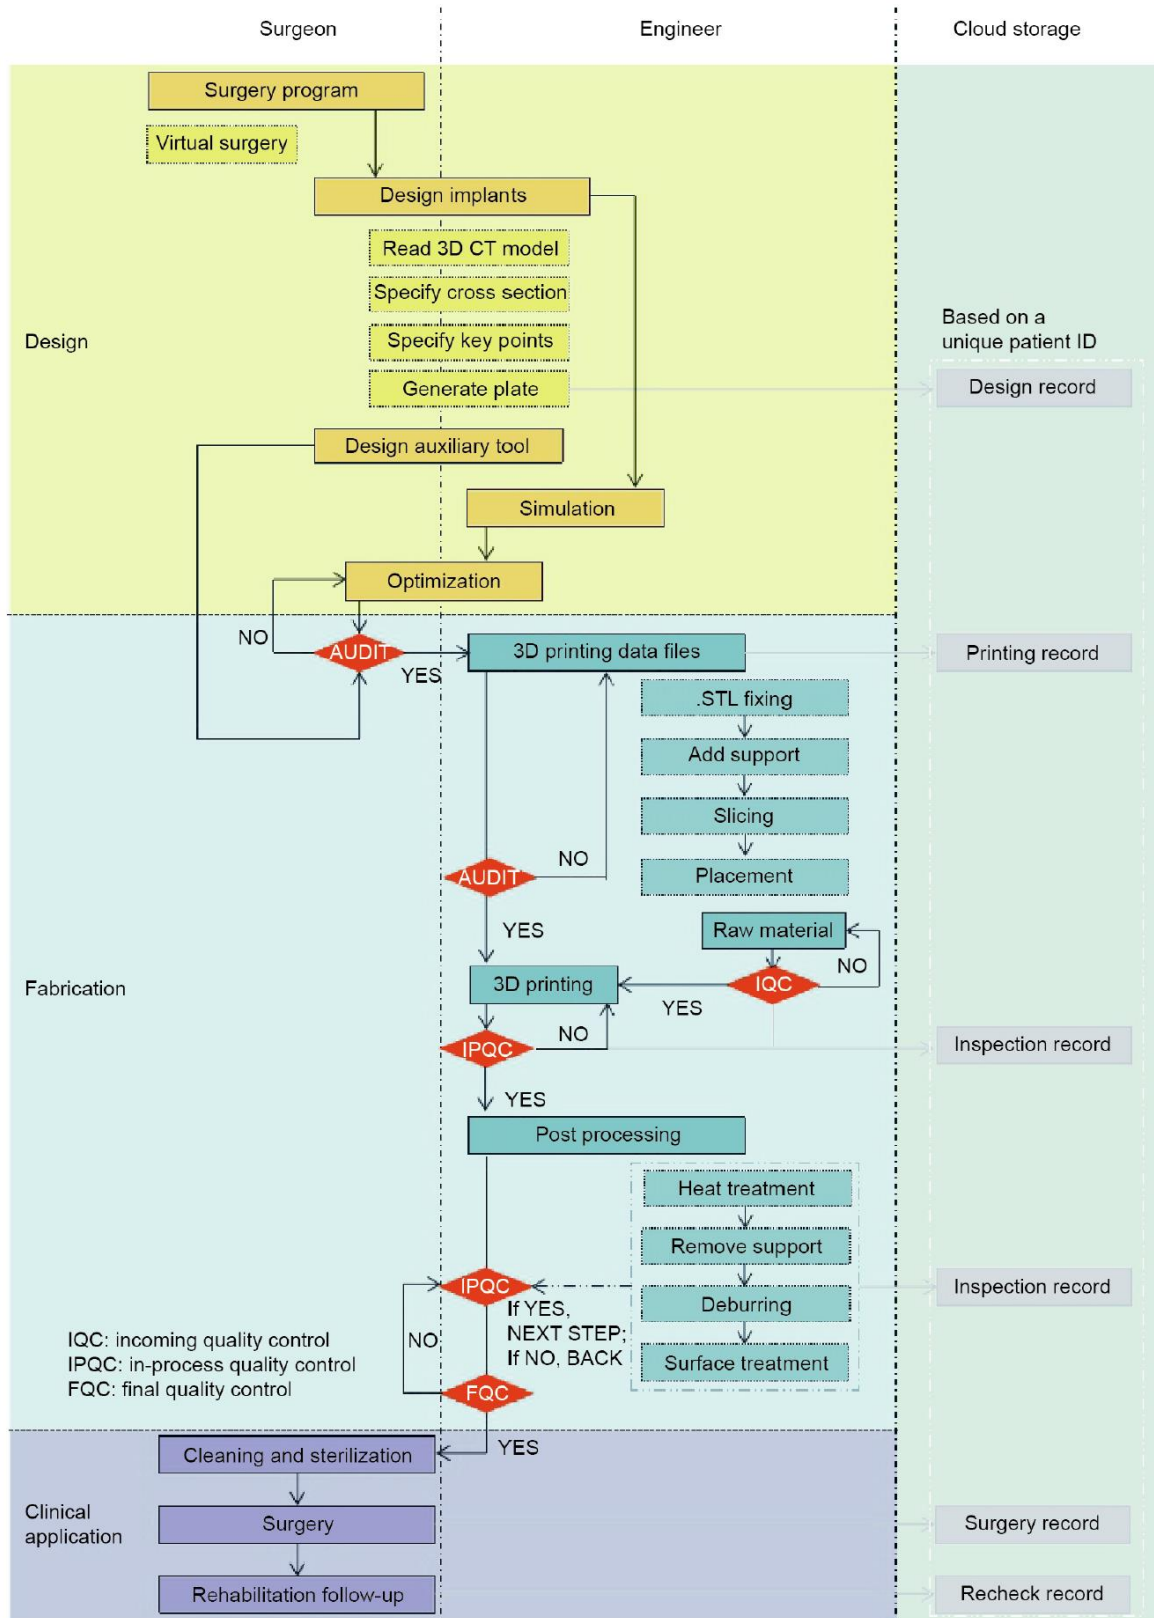 Surgeon
Engineer
Cloud storage
Surgery program
Virtual surgery
Design implants
Read 3D CT model
Specify cross section
Specify key points
Generate plate
Design
Based on a
unique patient ID
Design record
Design auxiliary tool
Simulation
Optimization
NO
AUDIT
YES
3D printing data files
Printing record
.STL fixing
Add support
Slicing
Placement
AUDIT
NO
YES
Raw material
NO
IQC
YES
3D printing
Fabrication
IPQC
NO
Inspection record
YES
Post processing
Heat treatment
Remove support
Deburring
Surface treatment
IPQC
If YES,
NEXT STEP;
If NO, BACK
Inspection record
NO
IQC: incoming quality control
IPQC: in-process quality control
FQC: final quality control
FQC
YES
Cleaning and sterilization
Clinical
application
Surgery
Surgery record
Rehabilitation follow-up
Recheck record